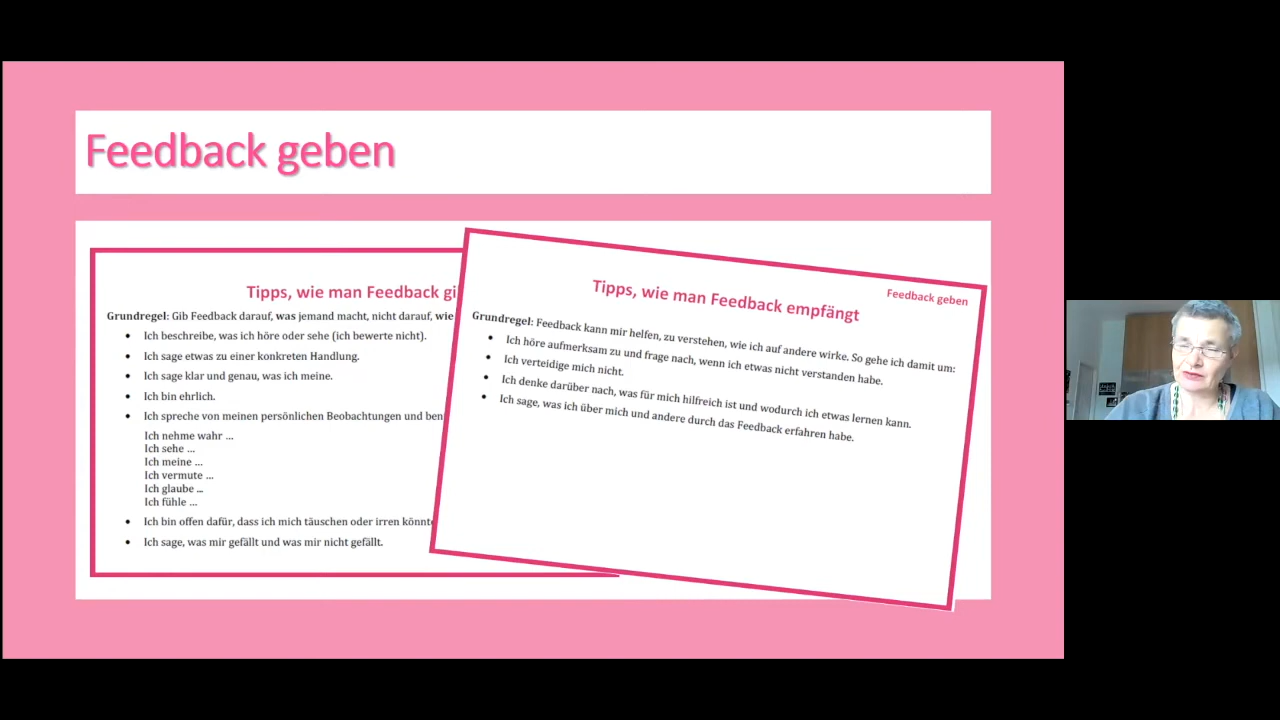 Feedback geben
Tipps, wie man Feedback gi
Grundregel: Gib Feedback darauf, was jemand macht, nicht darauf, wie
• Ich beschreibe, was ich höre oder sehe (ich bewerte nicht).
• Ich sage etwas zu einer konkreten Handlung.
• Ich sage klar und genau, was ich meine.
• Ich bin ehrlich.
• Ich spreche von meinen persönlichen Beobachtungen und ben
Ich nehme wahr ...
Ich sehe ...
Ich meine ...
Ich vermute ...
Ich glaube ...
Ich fühle ...
• Ich bin offen dafür, dass ich mich täuschen oder irren könnte
• Ich sage, was mir gefällt und was mir nicht gefällt.
Feedback geben
Tipps, wie man Feedback empfängt
Grundregel: Feedback kann mir helfen, zu verstehen, wie ich auf andere wirke. So gehe ich damit um:
• Ich höre aufmerksam zu und frage nach, wenn ich etwas nicht verstanden habe.
• Ich verteidige mich nicht.
• Ich denke darüber nach, was für mich hilfreich ist und wodurch ich etwas lernen kann.
• Ich sage, was ich über mich und andere durch das Feedback erfahren habe.